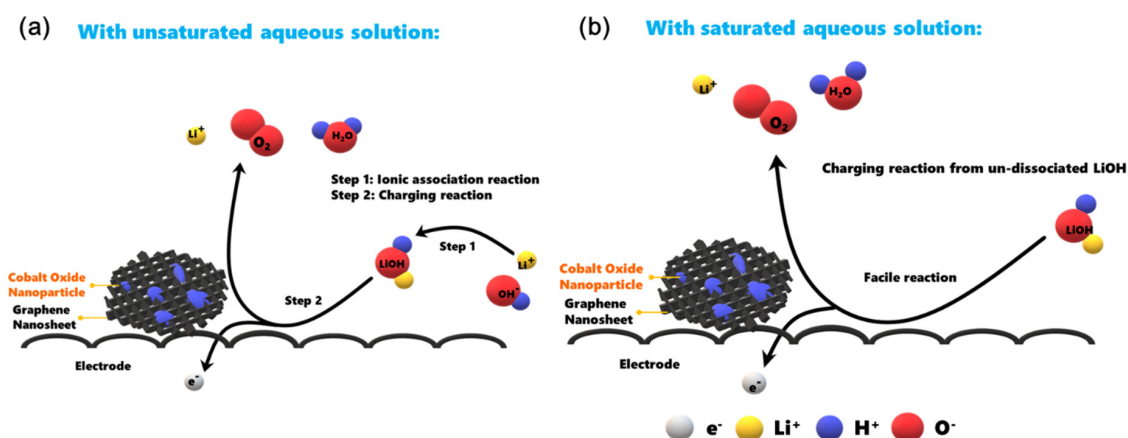 (a) With unsaturated aqueous solution:
Li⁺
O₂
H₂O
Step 1: Ionic association reaction
Step 2: Charging reaction
Step 1
LiOH
Li⁺
OH⁻
Cobalt Oxide
Nanoparticle
Graphene
Nanosheet
Step 2
Electrode
e⁻
(b) With saturated aqueous solution:
Li⁺
O₂
H₂O
Charging reaction from un-dissociated LiOH
LiOH
Cobalt Oxide
Nanoparticle
Graphene
Nanosheet
Facile reaction
Electrode
e⁻
e⁻ Li⁺ H⁺ O⁻